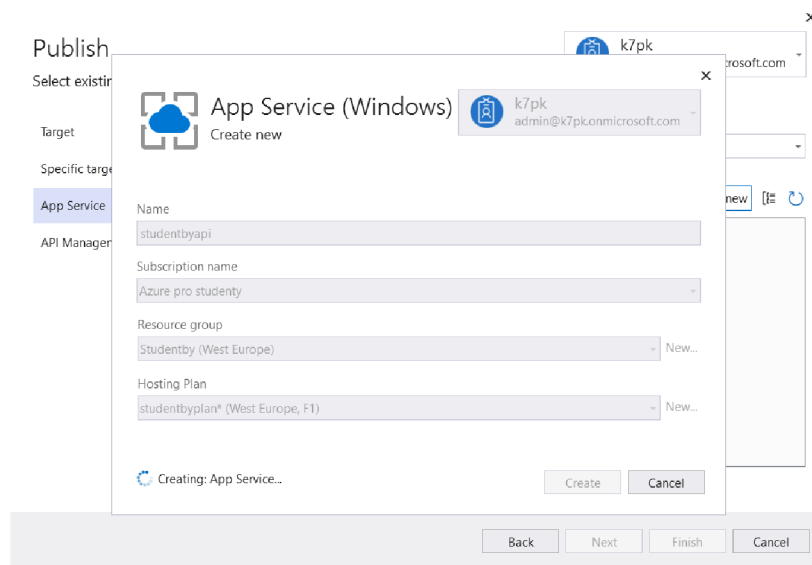 Publish
Select existin
k7pk
crosoft.com
Target
Specific targe
App Service
API Manager
new
App Service (Windows)
Create new
k7pk
admin@k7pk.onmicrosoft.com
Name
studentbyapi
Subscription name
Azure pro studenty
Resource group
Studentby (West Europe)
New...
Hosting Plan
studentbyplan* (West Europe, F1)
New...
Creating: App Service...
Create
Cancel
Back
Next
Finish
Cancel